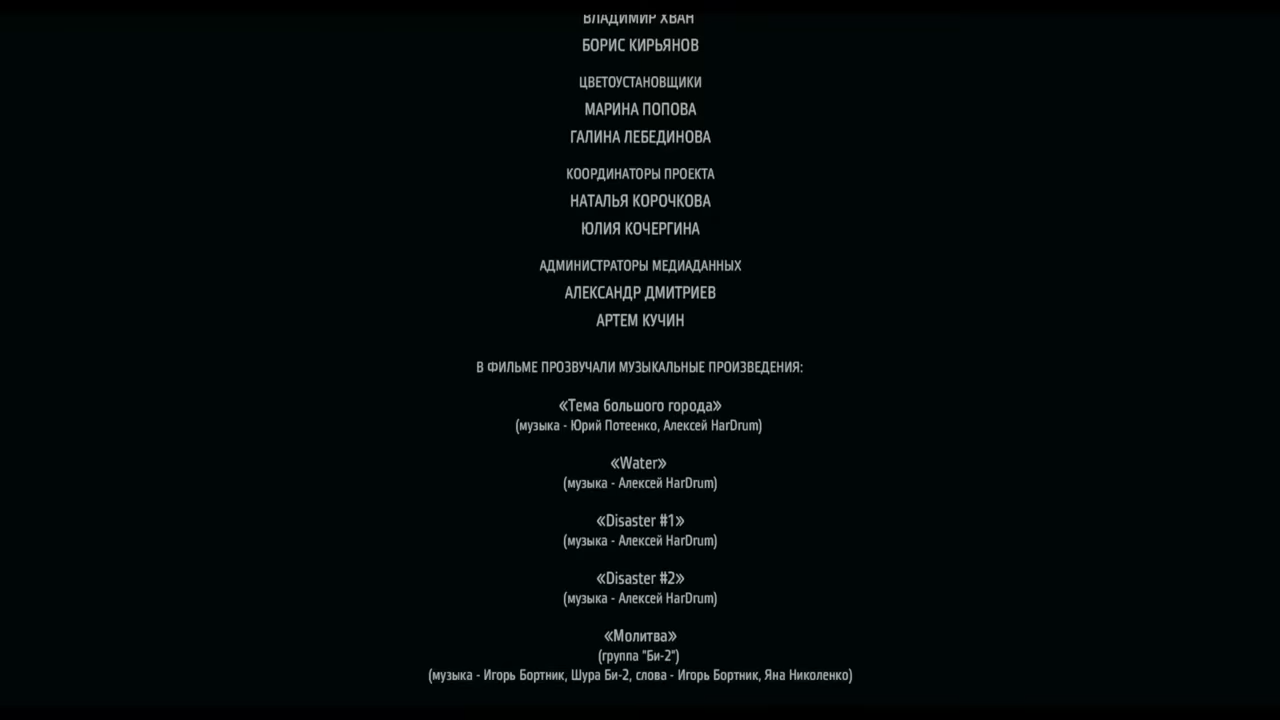 ВЛАДИМИР ХВАН
БОРИС КИРЬЯНОВ
ЦВЕТОУСТАНОВЩИКИ
МАРИНА ПОПОВА
ГАЛИНА ЛЕБЕДИНОВА
КООРДИНАТОРЫ ПРОЕКТА
НАТАЛЬЯ КОРОЧКОВА
ЮЛИЯ КОЧЕРГИНА
АДМИНИСТРАТОРЫ МЕДИАДАННЫХ
АЛЕКСАНДР ДМИТРИЕВ
АРТЕМ КУЧИН
В ФИЛЬМЕ ПРОЗВУЧАЛИ МУЗЫКАЛЬНЫЕ ПРОИЗВЕДЕНИЯ:
«Тема большого города»
(музыка - Юрий Потеенко, Алексей HarDrum)
«Water»
(музыка - Алексей HarDrum)
«Disaster #1»
(музыка - Алексей HarDrum)
«Disaster #2»
(музыка - Алексей HarDrum)
«Молитва»
(группа "Би-2")
(музыка - Игорь Бортник, Шура Би-2, слова - Игорь Бортник, Яна Николенко)